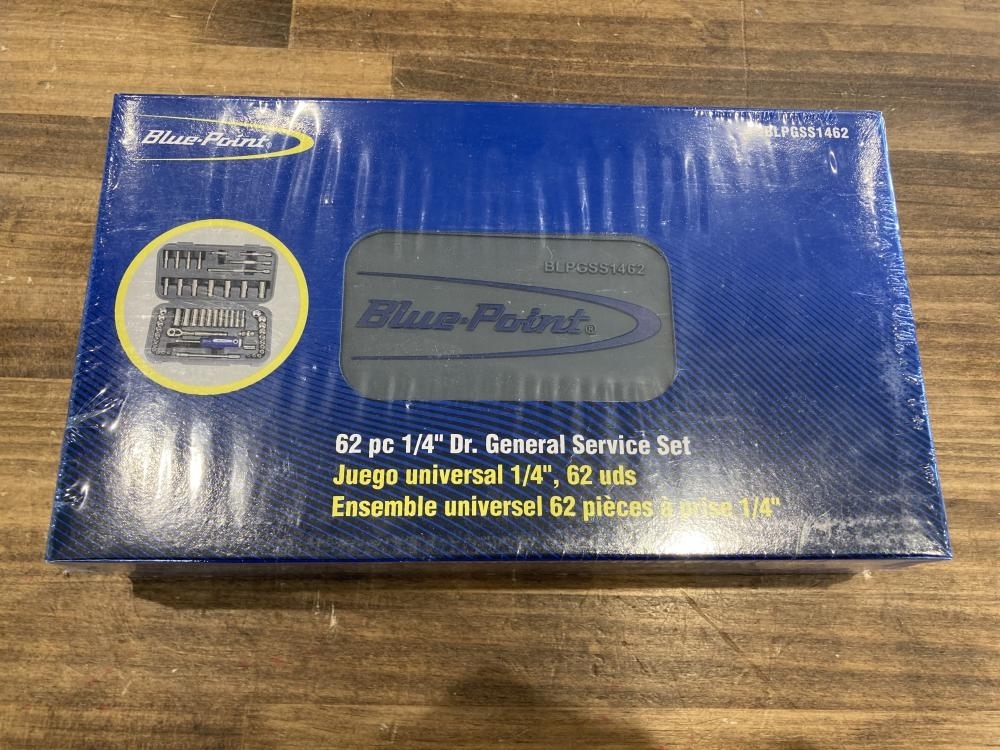 Blue-Point®
BLPGSS1462
BLPGSS1462
Blue-Point®
62 pc 1/4" Dr. General Service Set
Juego universal 1/4", 62 uds
Ensemble universel 62 pièces à prise 1/4"